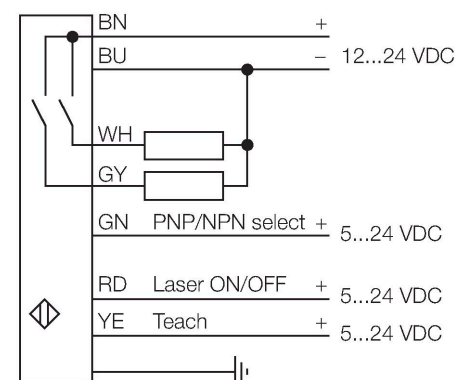 BN +
BU − 12...24 VDC
WH
GY
GN PNP/NPN select + 5...24 VDC
RD Laser ON/OFF + 5...24 VDC
YE Teach + 5...24 VDC